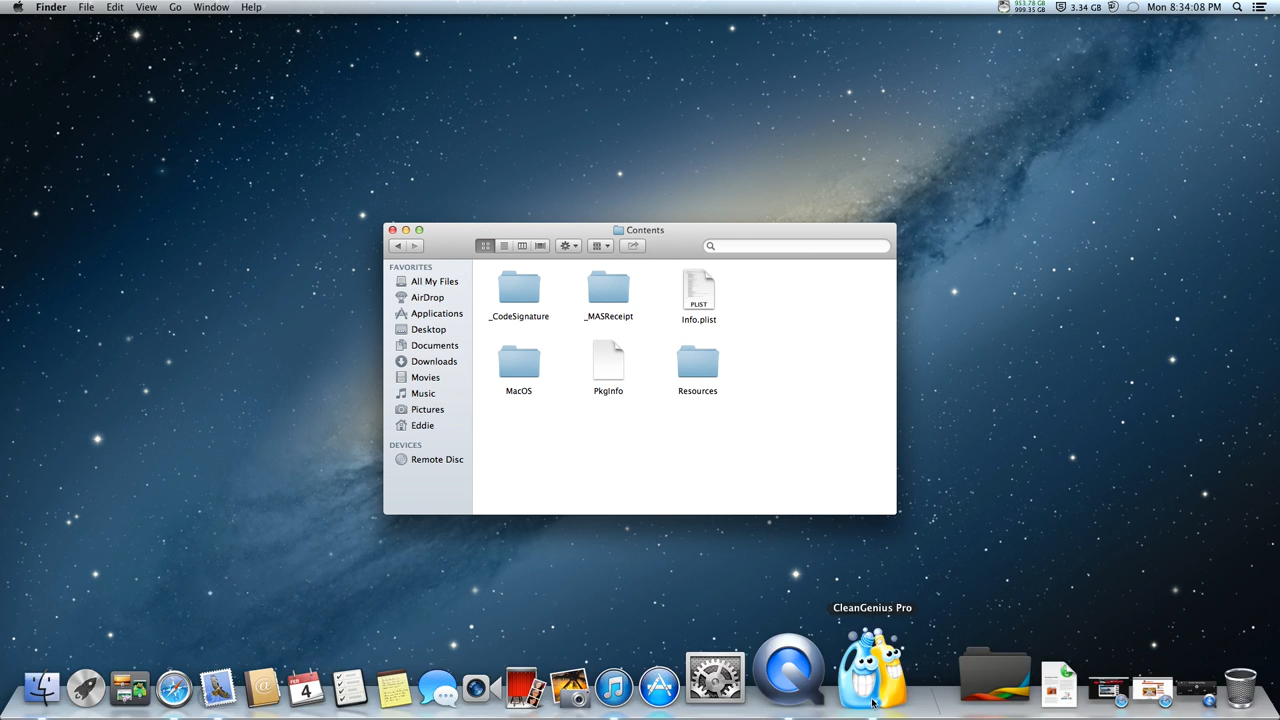 Finder File Edit View Go Window Help
953.78 GB
999.35 GB
3.34 GB
Mon 8:34:08 PM
Contents
FAVORITES
All My Files
AirDrop
Applications
Desktop
Documents
Downloads
Movies
Music
Pictures
Eddie
DEVICES
Remote Disc
_CodeSignature
_MASReceipt
PLIST
Info.plist
MacOS
PkgInfo
Resources
CleanGenius Pro
4